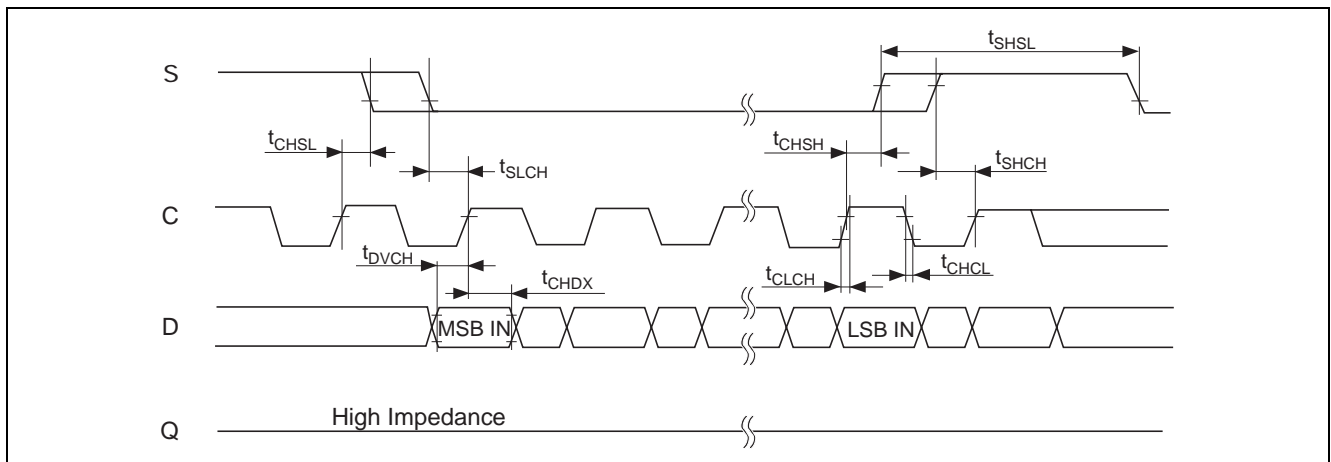 tSHSL
S
tCHSL
tSLCH
tCHSH
tSHCH
C
tDVCH
tCHDX
tCLCH
tCHCL
D
MSB IN
LSB IN
High Impedance
Q